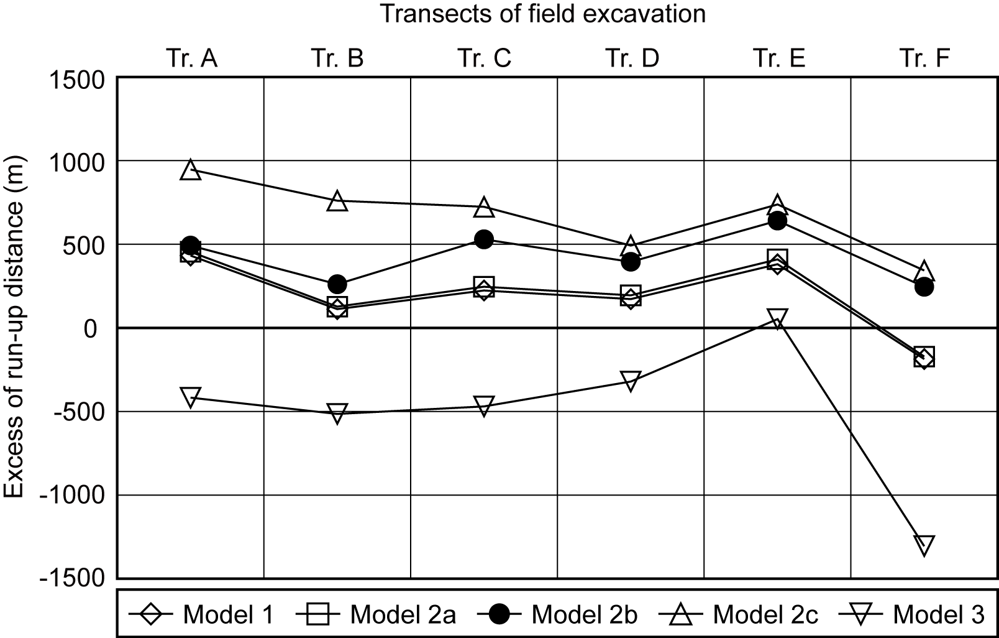 Transects of field excavation
Tr. A Tr. B Tr. C Tr. D Tr. E Tr. F
Excess of run-up distance (m)
1500
1000
500
0
-500
-1000
-1500
Model 1 Model 2a Model 2b Model 2c Model 3